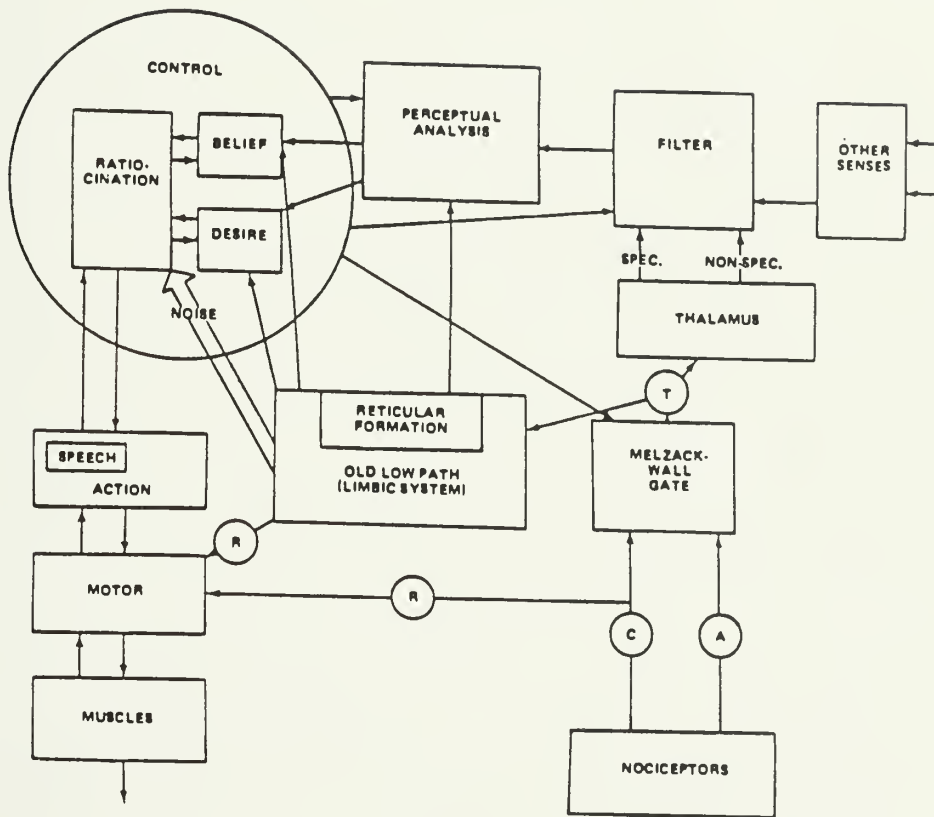 CONTROL
RATIO-
CINATION
BELIEF
DESIRE
NOISE
PERCEPTUAL
ANALYSIS
FILTER
OTHER
SENSES
SPEC.
NON-SPEC.
THALAMUS
T
RETICULAR
FORMATION
OLD LOW PATH
(LIMBIC SYSTEM)
MELZACK-
WALL
GATE
SPEECH
ACTION
R
MOTOR
R
C
A
MUSCLES
NOCICEPTORS